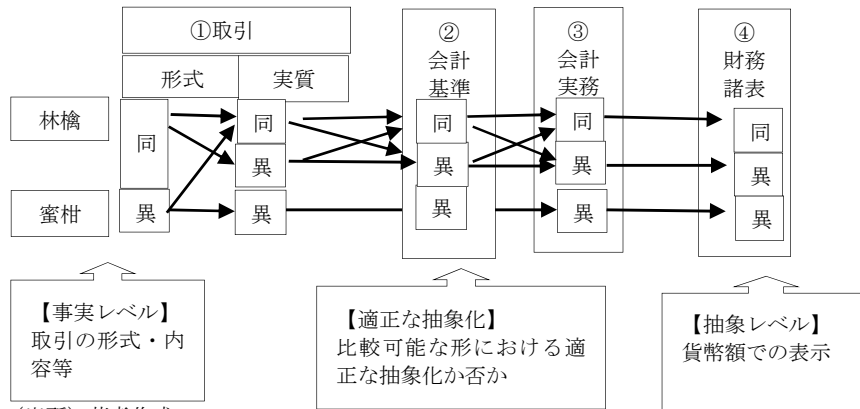 ①取引
②
③
④
会計
会計
財務
形式
実質
基準
実務
諸表
林檎
同
同
同
同
同
異
異
異
異
蜜柑
異
異
異
異
異
【事実レベル】
取引の形式・内
容等
【適正な抽象化】
比較可能な形における適
正な抽象化か否か
【抽象レベル】
貨幣額での表示